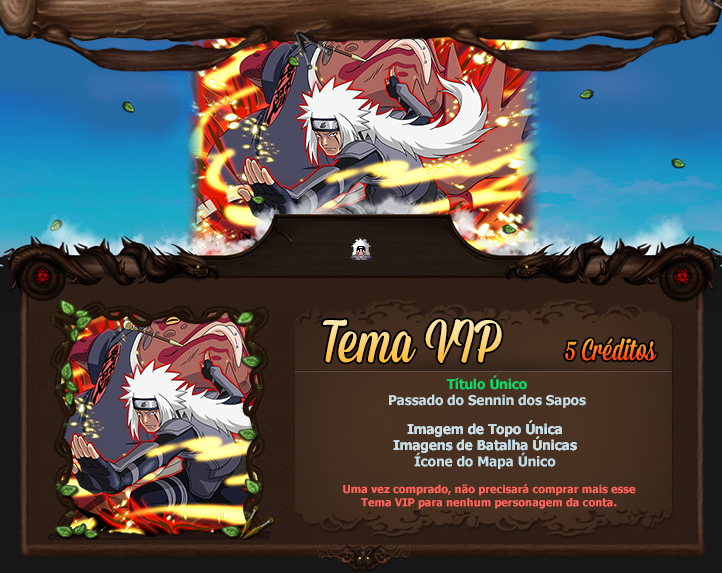 Tema VIP
5 Créditos
Título Único
Passado do Sennin dos Sapos
Imagem de Topo Única
Imagens de Batalha Únicas
Ícone do Mapa Único
Uma vez comprado, não precisará comprar mais esse
Tema VIP para nenhum personagem da conta.